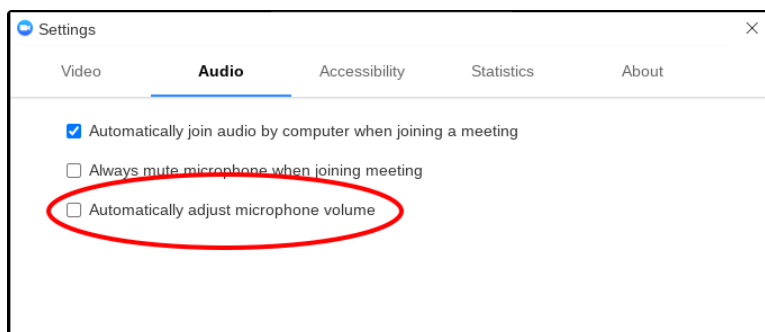 Settings
Video Audio Accessibility Statistics About
Automatically join audio by computer when joining a meeting
Always mute microphone when joining meeting
Automatically adjust microphone volume